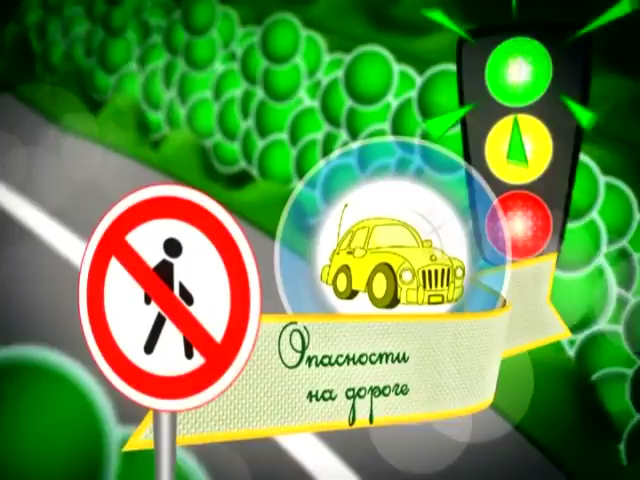 Опасности
на дороге